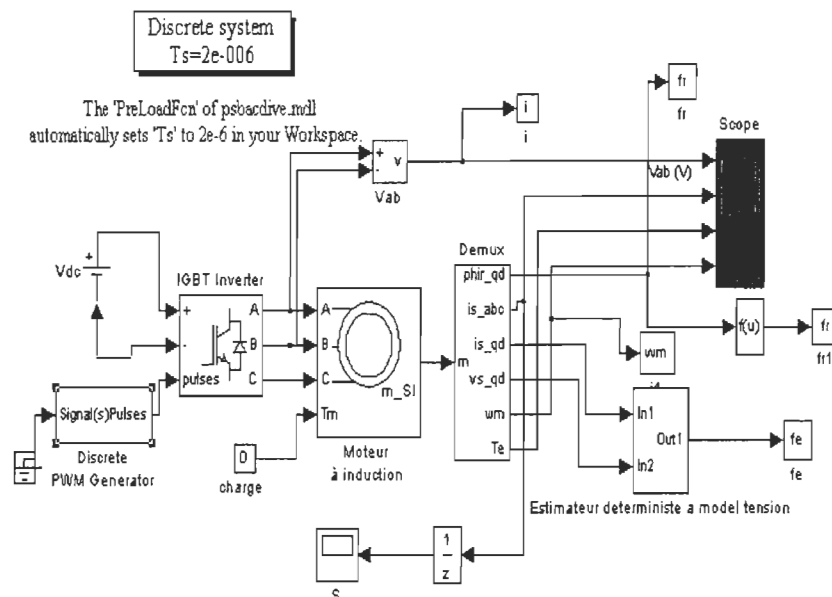 Discrete system
Ts=2e-006
The 'PreLoadFcn' of psbacdive.mdl
automatically sets 'Ts' to 2e-6 in your Workspace.
i
i
fr
fr
Scope
+
-
v
Vab
Vab (V)
Demux
phir_qd
is_abc
is_qd
vs_qd
wm
Te
m
+
Vdc
IGBT Inverter
+
-
pulses
A
B
C
A
B
C
Tm
m_SI
Moteur
à induction
f(u)
fr
fr1
wm
Signal(s)Pulses
Discrete
PWM Generator
0
charge
In1
In2
Out1
fe
fe
Estimateur deterministe a model tension
1
z